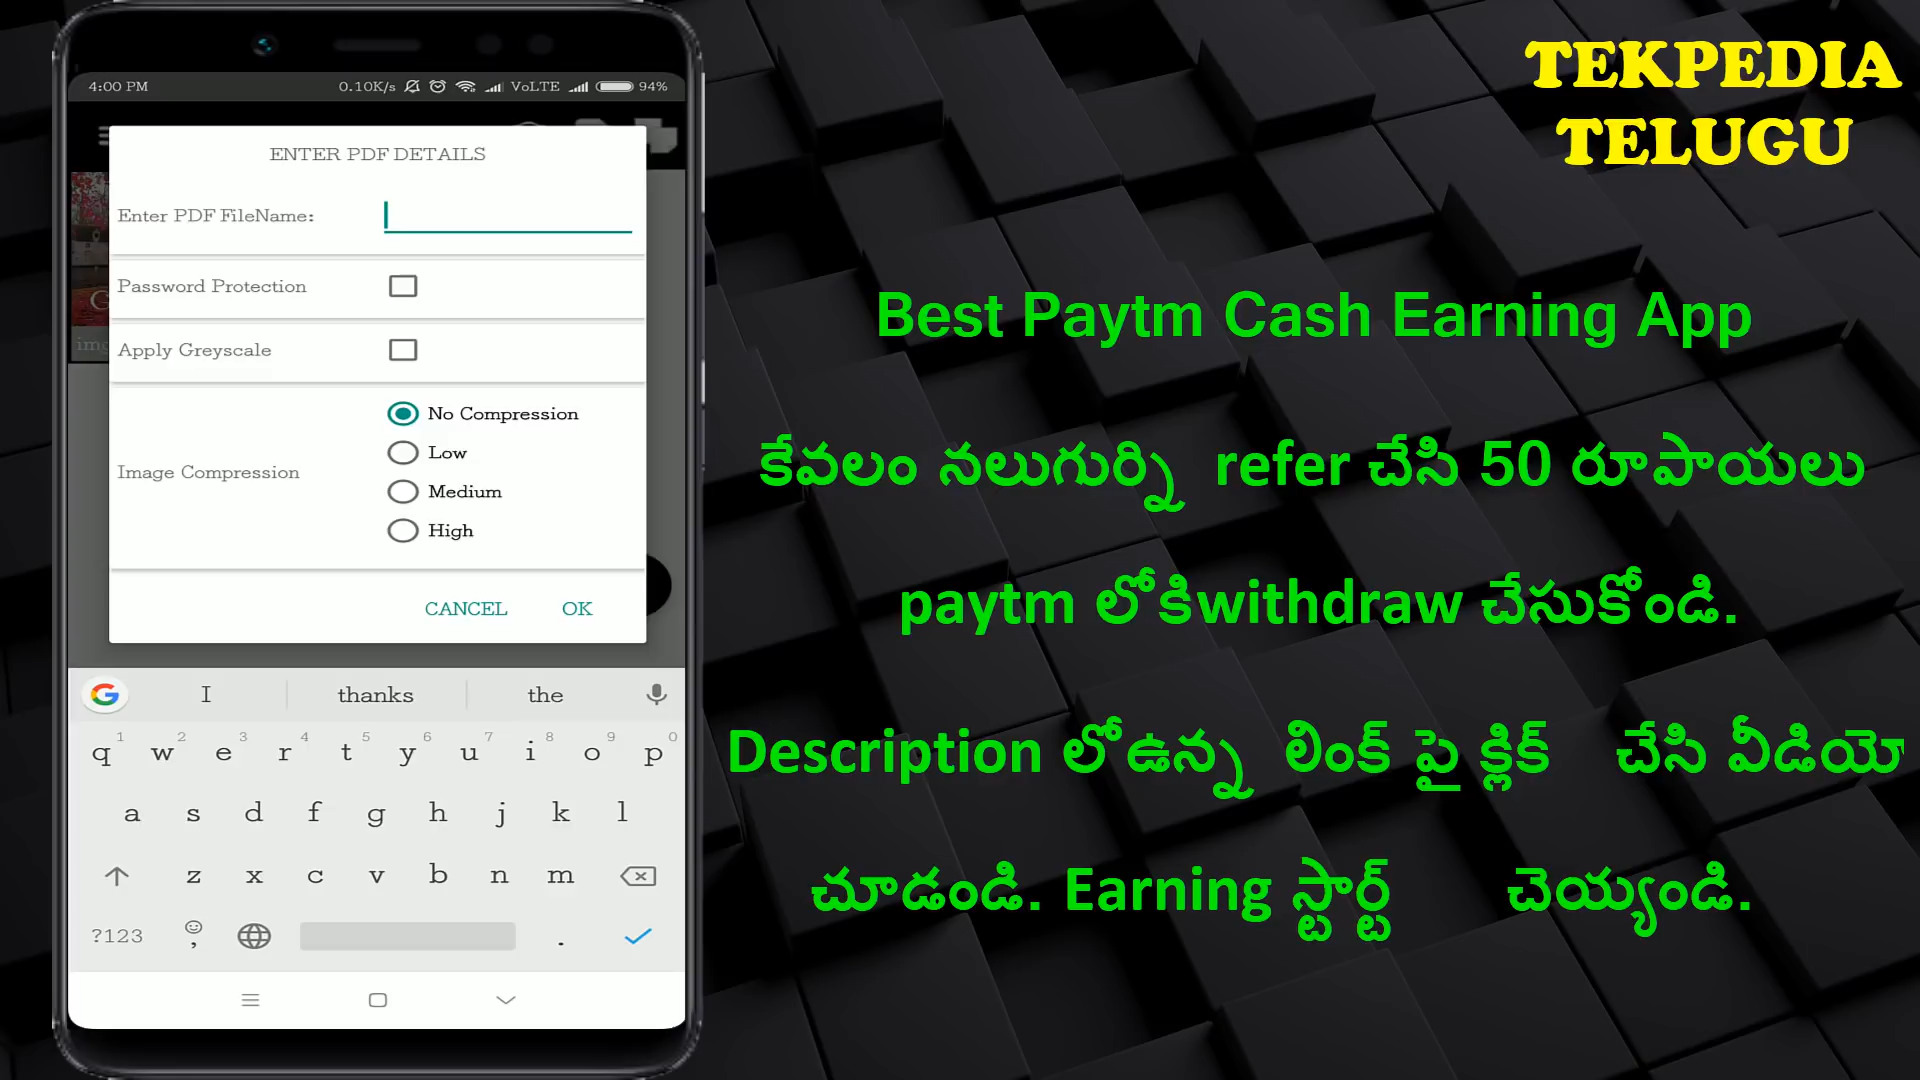 4:00 PM 0.10K/s VoLTE 94%
ENTER PDF DETAILS
Enter PDF FileName:
Password Protection
Apply Greyscale
Image Compression
No Compression
Low
Medium
High
CANCEL OK
I thanks the
q 1 w 2 e 3 r 4 t 5 y 6 u 7 i 8 o 9 p 0
a s d f g h j k l
z x c v b n m
?123 , .
TEKPEDIA
TELUGU
Best Paytm Cash Earning App
కేవలం నలుగుర్ని refer చేసి 50 రూపాయలు
paytm లోకిwithdraw చేసుకోండి.
Description లోఉన్న లింక్ పై క్లిక్ చేసి వీడియో
చూడండి. Earning స్టార్ట్ చెయ్యండి.